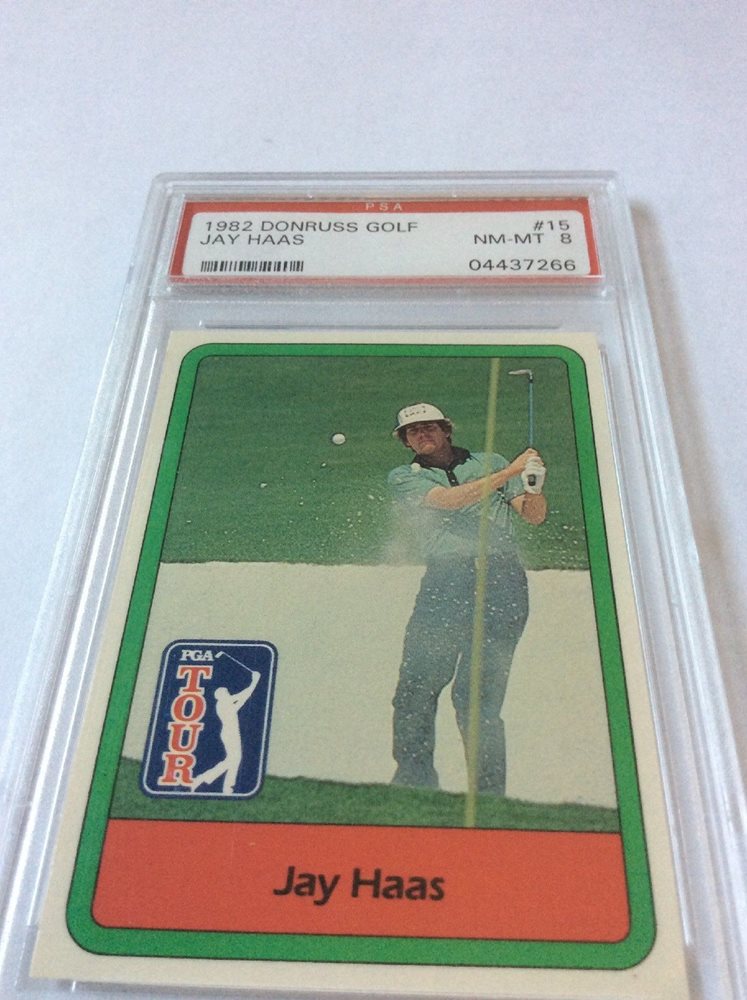 PSA
1982 DONRUSS GOLF #15
JAY HAAS NM-MT 8
04437266
PGA
TOUR
Jay Haas